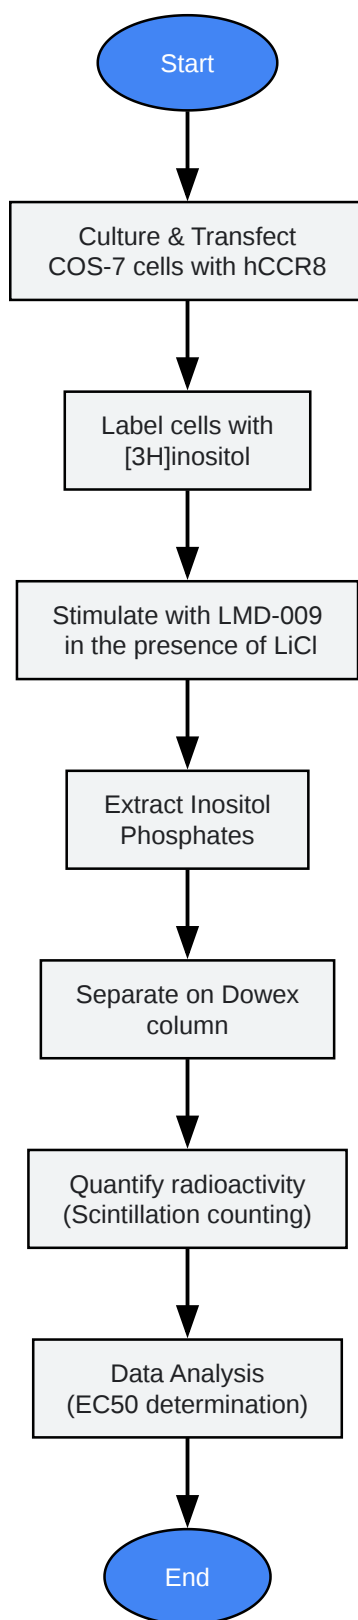 Start
Culture & Transfect
COS-7 cells with hCCR8
Label cells with
[3H]inositol
Stimulate with LMD-009
in the presence of LiCl
Extract Inositol
Phosphates
Separate on Dowex
column
Quantify radioactivity
(Scintillation counting)
Data Analysis
(EC50 determination)
End